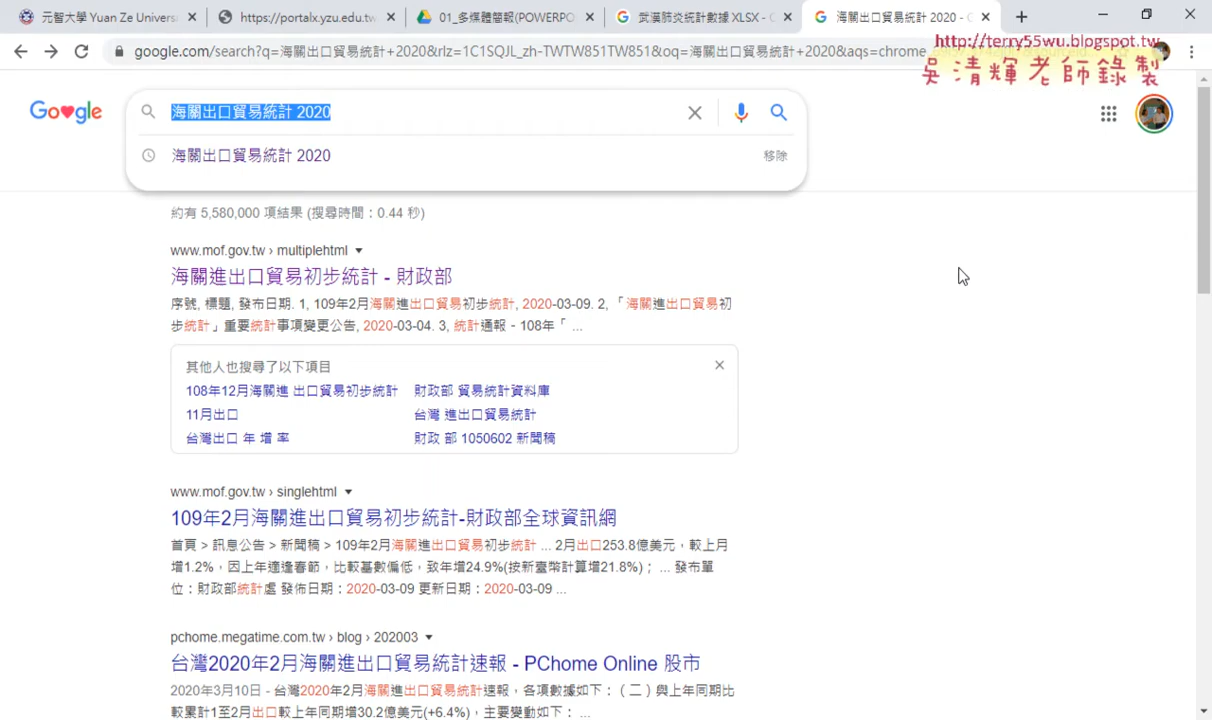 元智大學 Yuan Ze Univers
https://portalx.yzu.edu.tw
01_多媒體簡報(POWERPO
武漢肺炎統計數據 XLSX - G
海關出口貿易統計 2020 - G
google.com/search?q=海關出口貿易統計+2020&rlz=1C1SQJL_zh-TWTW851TW851&oq=海關出口貿易統計+2020&aqs=chrome
http://terry55wu.blogspot.tw
吳清輝老師錄製
Google
海關出口貿易統計 2020
海關出口貿易統計 2020
移除
約有 5,580,000 項結果 (搜尋時間：0.44 秒)
www.mof.gov.tw › multiplehtml
海關進出口貿易初步統計 - 財政部
序號, 標題, 發布日期. 1, 109年2月海關進出口貿易初步統計, 2020-03-09. 2, 「海關進出口貿易初
步統計」重要統計事項變更公告, 2020-03-04. 3, 統計通報 - 108年「 ...
其他人也搜尋了以下項目
108年12月海關進 出口貿易初步統計
財政部 貿易統計資料庫
11月出口
台灣 進出口貿易統計
台灣出口 年 增 率
財政 部 1050602 新聞稿
www.mof.gov.tw › singlehtml
109年2月海關進出口貿易初步統計-財政部全球資訊網
首頁 > 訊息公告 > 新聞稿 > 109年2月海關進出口貿易初步統計 ... 2月出口253.8億美元，較上月
增1.2%，因上年適逢春節，比較基數偏低，致年增24.9%(按新臺幣計算增21.8%)； ... 發布單
位：財政部統計處 發佈日期：2020-03-09 更新日期：2020-03-09 ...
pchome.megatime.com.tw › blog › 202003
台灣2020年2月海關進出口貿易統計速報 - PChome Online 股市
2020年3月10日 - 台灣2020年2月海關進出口貿易統計速報，各項數據如下：（二）與上年同期比
較累計1至2月出口較上年同期增30.2億美元(+6.4%)，主要變動如下： ...